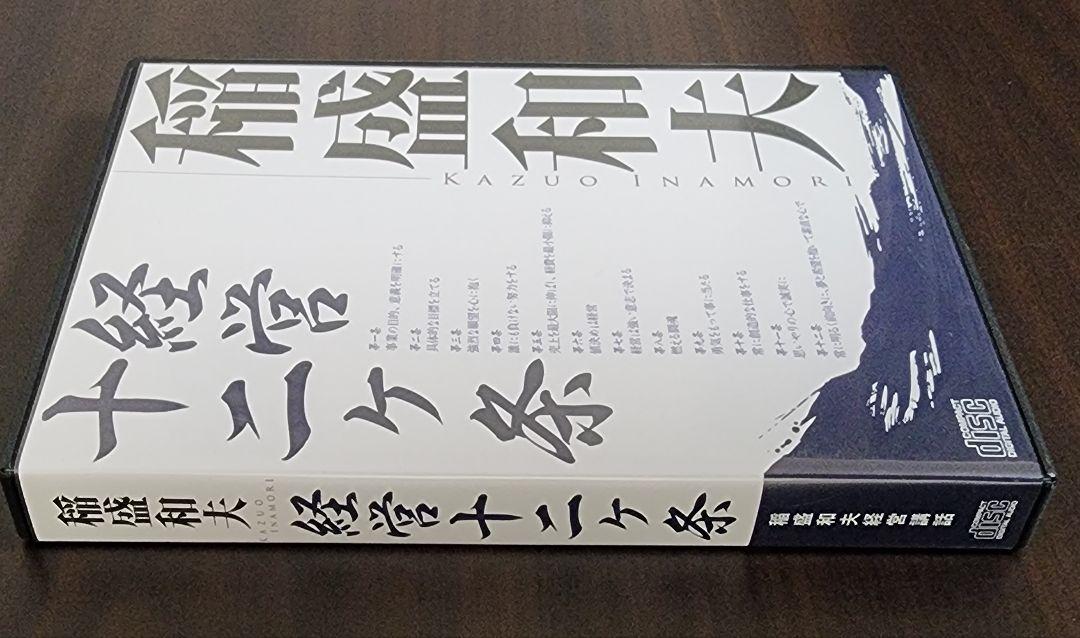 稲盛和夫
KAZUO INAMORI
経営
十二ヶ条
第一条
事業の目的、意義を明確にする
第二条
具体的な目標を立てる
第三条
強烈な願望を心に抱く
第四条
誰にも負けない努力をする
第五条
売上を最大限に伸ばし、経費を最小限に抑える
第六条
値決めは経営
第七条
経営は強い意志で決まる
第八条
燃える闘魂
第九条
勇気をもって事に当たる
第十条
常に創造的な仕事をする
第十一条
思いやりの心で誠実に
第十二条
常に明るく前向きに、夢と希望を抱いて素直な心で
COMPACT
disc
DIGITAL AUDIO
稲盛和夫
KAZUO
INAMORI
経営十二ヶ条
稲盛和夫経営講話
COMPACT
disc
DIGITAL AUDIO